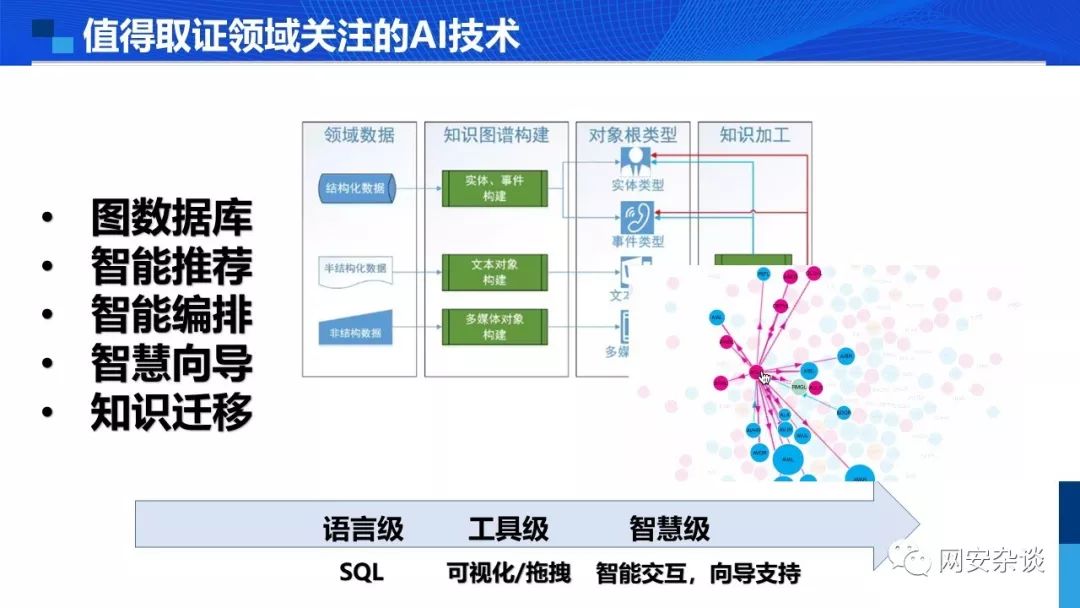 值得取证领域关注的AI技术
领域数据
知识图谱构建
对象根类型
知识加工
结构化数据
实体、事件
构建
实体类型
事件类型
半结构化数据
文本对象
构建
非结构数据
多媒体对象
构建
多媒
• 图数据库
• 智能推荐
• 智能编排
• 智慧向导
• 知识迁移
语言级
工具级
智慧级
SQL
可视化/拖拽
智能交互，向导支持
网安杂谈